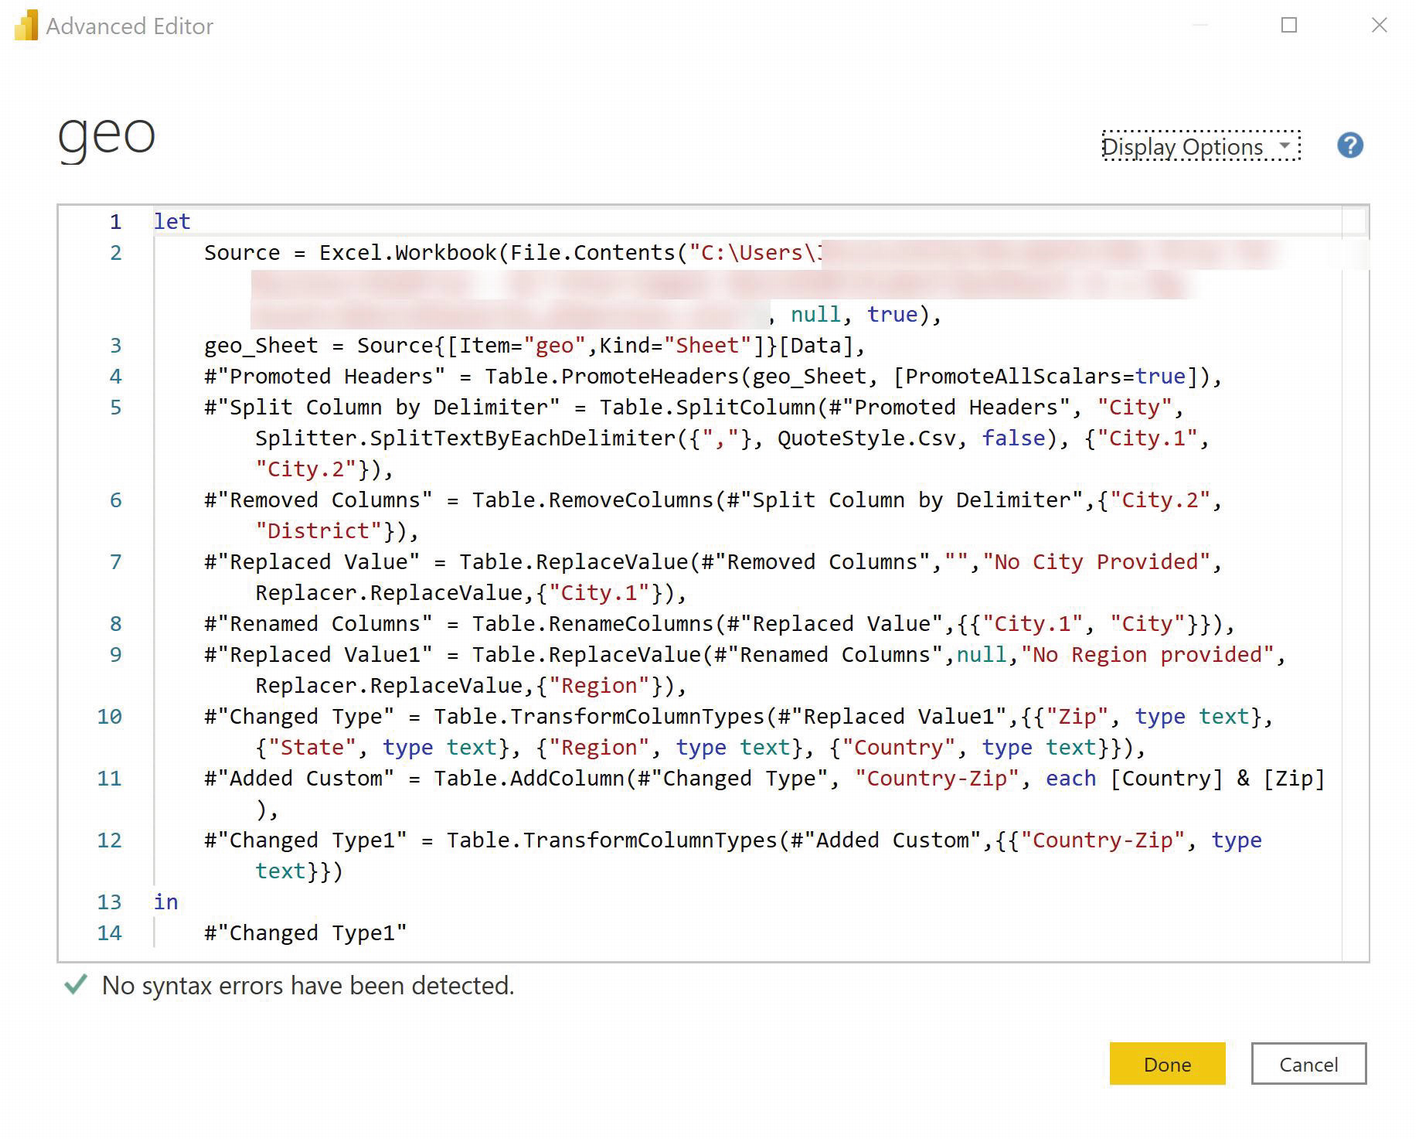 Advanced Editor
geo
Display Options
?
1 let
2 Source = Excel.Workbook(File.Contents("C:\Users\
, null, true),
3 geo_Sheet = Source{[Item="geo",Kind="Sheet"]}[Data],
4 #"Promoted Headers" = Table.PromoteHeaders(geo_Sheet, [PromoteAllScalars=true]),
5 #"Split Column by Delimiter" = Table.SplitColumn(#"Promoted Headers", "City",
Splitter.SplitTextByEachDelimiter({","}, QuoteStyle.Csv, false), {"City.1",
"City.2"}),
6 #"Removed Columns" = Table.RemoveColumns(#"Split Column by Delimiter",{"City.2",
"District"}),
7 #"Replaced Value" = Table.ReplaceValue(#"Removed Columns","","No City Provided",
Replacer.ReplaceValue,{"City.1"}),
8 #"Renamed Columns" = Table.RenameColumns(#"Replaced Value",{{"City.1", "City"}}),
9 #"Replaced Value1" = Table.ReplaceValue(#"Renamed Columns",null,"No Region provided",
Replacer.ReplaceValue,{"Region"}),
10 #"Changed Type" = Table.TransformColumnTypes(#"Replaced Value1",{{"Zip", type text},
{"State", type text}, {"Region", type text}, {"Country", type text}}),
11 #"Added Custom" = Table.AddColumn(#"Changed Type", "Country-Zip", each [Country] & [Zip]
),
12 #"Changed Type1" = Table.TransformColumnTypes(#"Added Custom",{{"Country-Zip", type
text}})
13 in
14 #"Changed Type1"
No syntax errors have been detected.
Done
Cancel